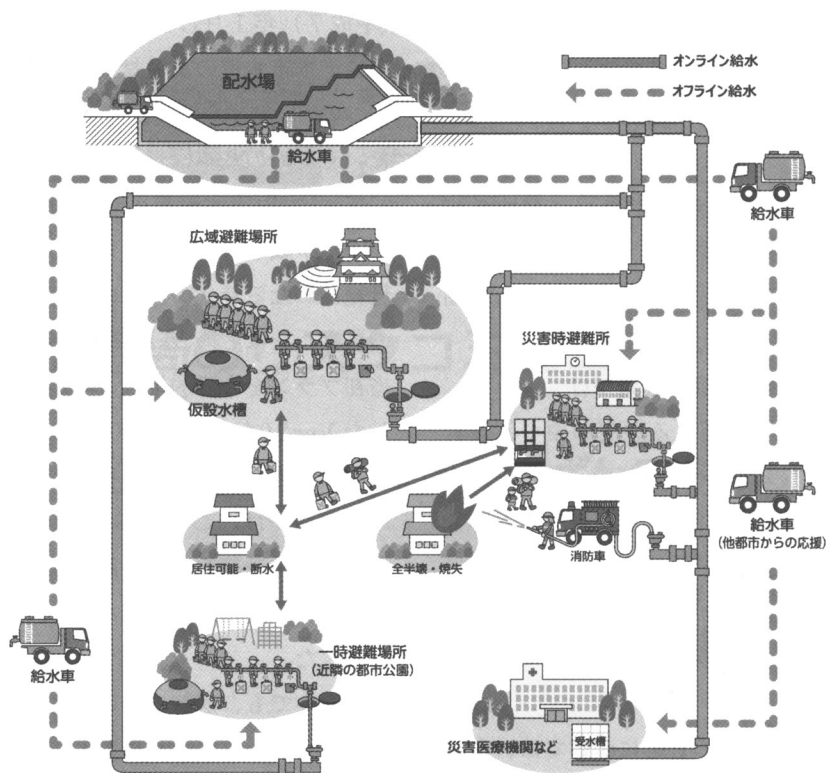 オンライン給水
オフライン給水
配水場
給水車
給水車
広域避難場所
災害時避難所
仮設水槽
給水車
(他都市からの応援)
居住可能・断水
全半壊・焼失
消防車
一時避難場所
(近隣の都市公園)
給水車
災害医療機関など
受水槽